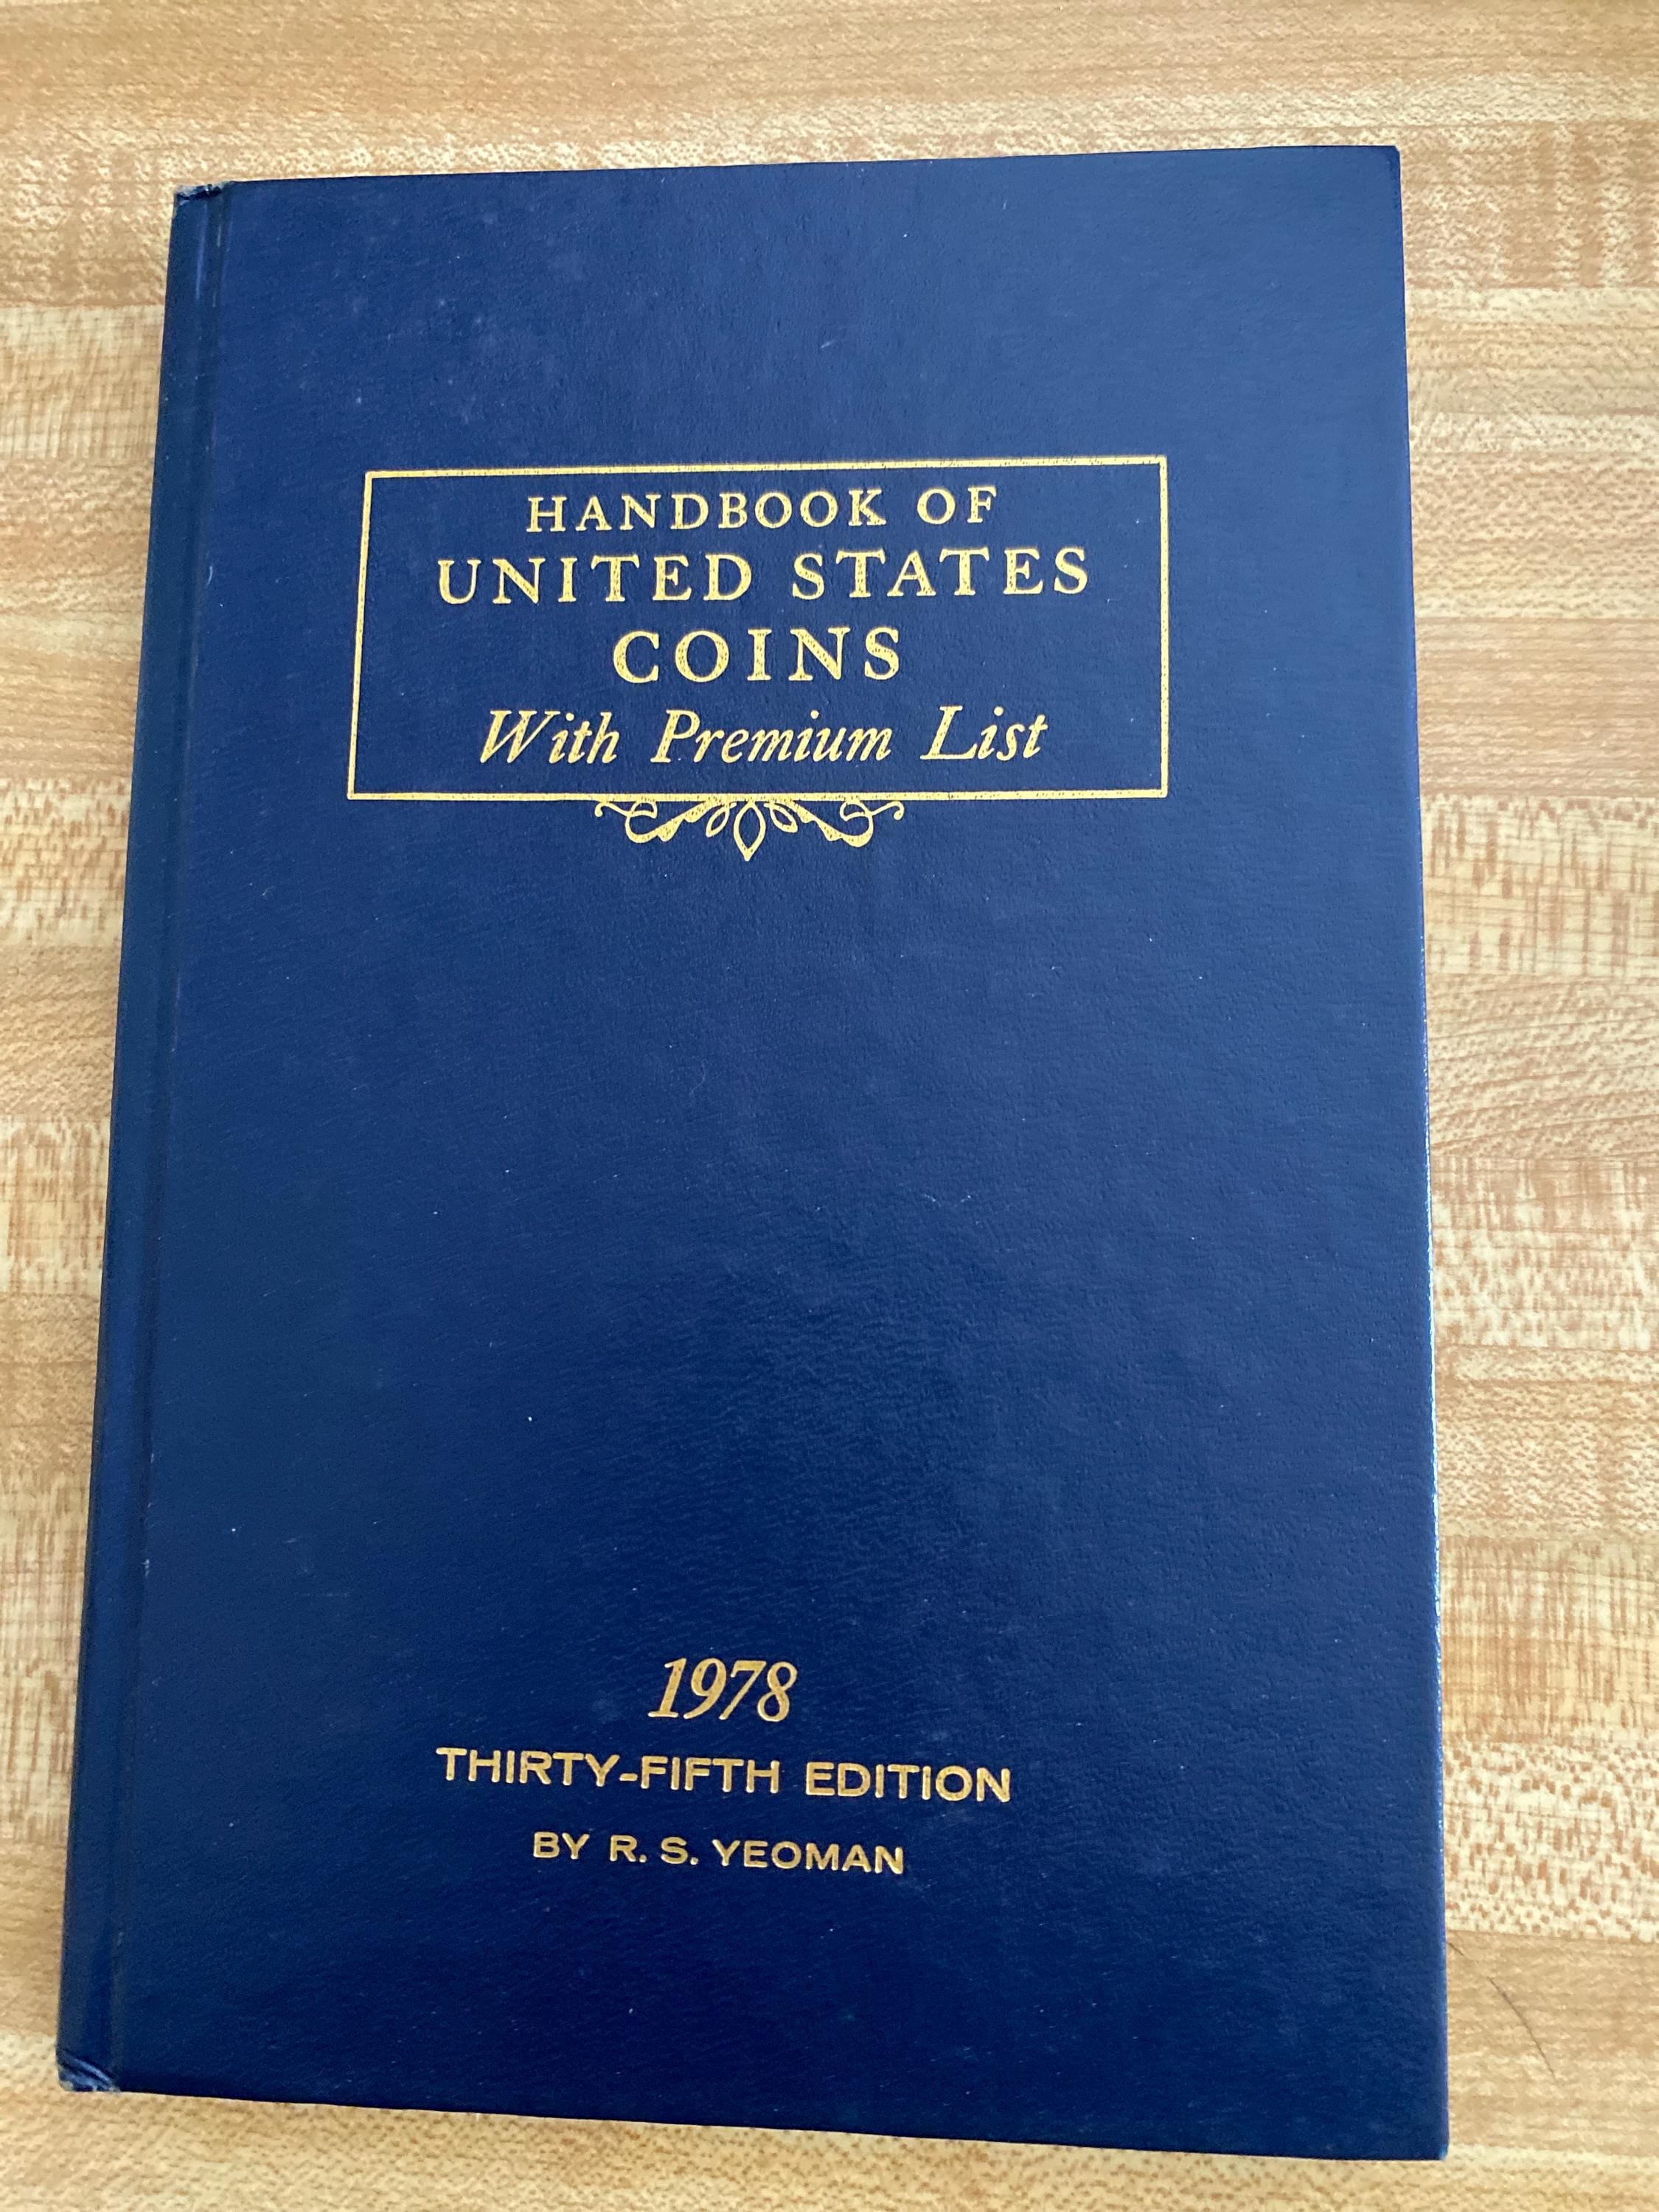 HANDBOOK OF
UNITED STATES
COINS
With Premium List
1978
THIRTY-FIFTH EDITION
BY R. S. YEOMAN